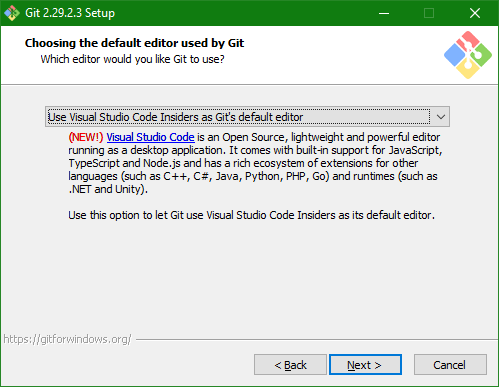 Git 2.29.2.3 Setup
Choosing the default editor used by Git
Which editor would you like Git to use?
Use Visual Studio Code Insiders as Git's default editor
(NEW!) Visual Studio Code is an Open Source, lightweight and powerful editor
running as a desktop application. It comes with built-in support for JavaScript,
TypeScript and Node.js and has a rich ecosystem of extensions for other
languages (such as C++, C#, Java, Python, PHP, Go) and runtimes (such as
.NET and Unity).
Use this option to let Git use Visual Studio Code Insiders as its default editor.
https://gitforwindows.org/
< Back Next > Cancel